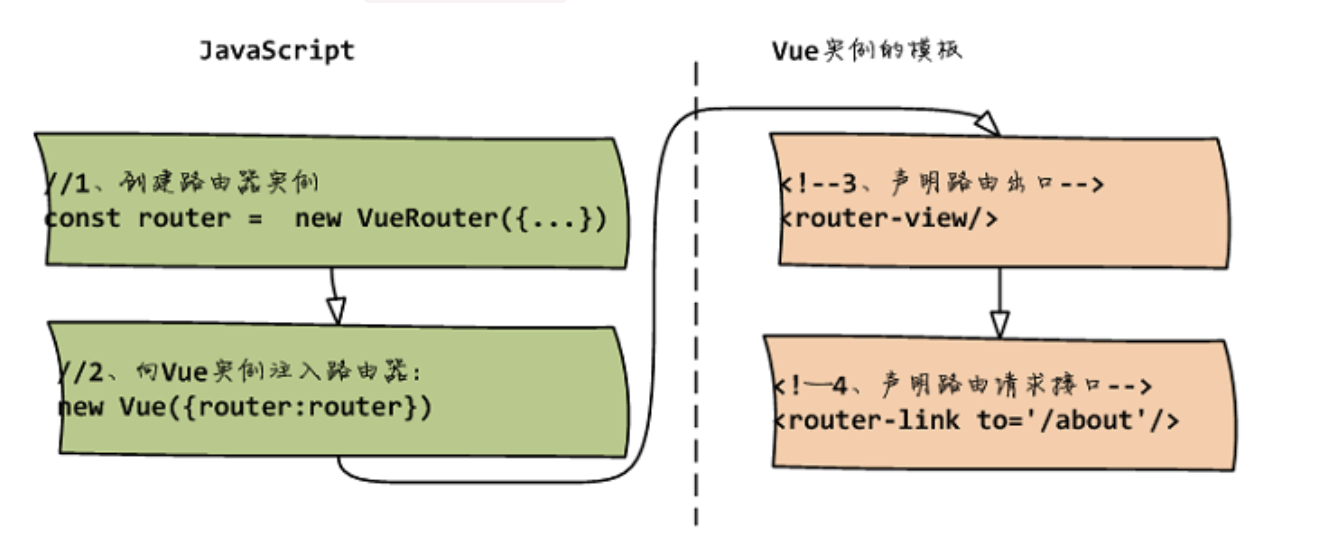 JavaScript
Vue实例的模板
//1、创建路由器实例
const router =  new VueRouter({...})
//2、向Vue实例注入路由器:
new Vue({router:router})
<!--3、声明路由出口-->
<router-view/>
<!—4、声明路由请求接口-->
<router-link to='/about'/>